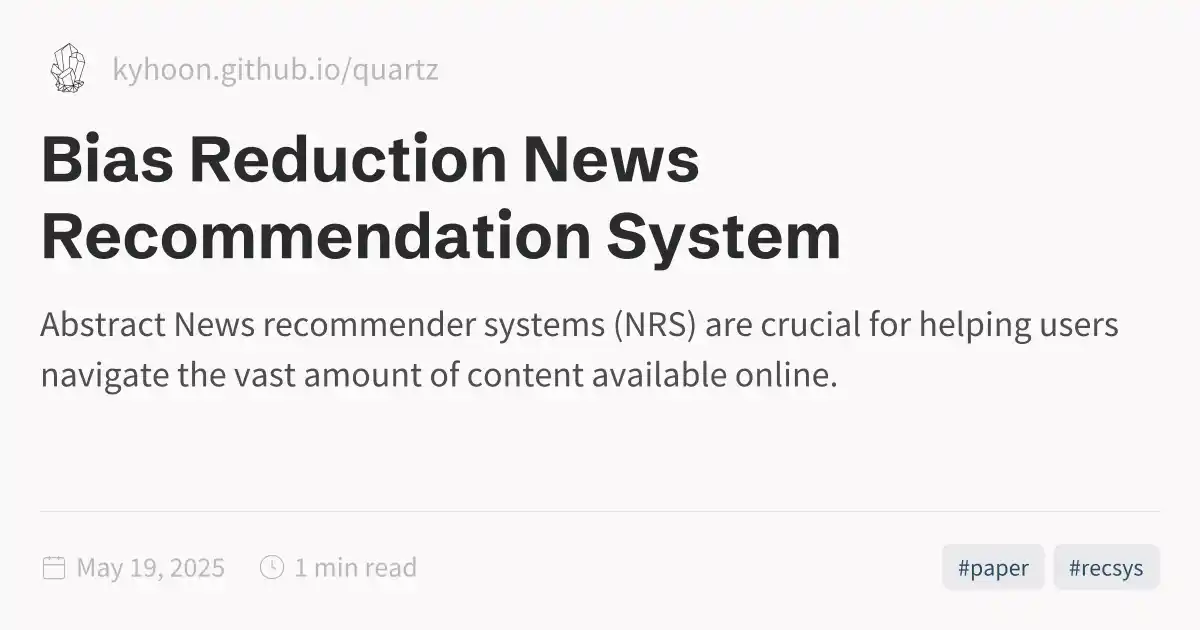 kyhoon.github.io/quartz
Bias Reduction News
Recommendation System
Abstract News recommender systems (NRS) are crucial for helping users
navigate the vast amount of content available online.
May 19, 2025 1 min read #paper #recsys